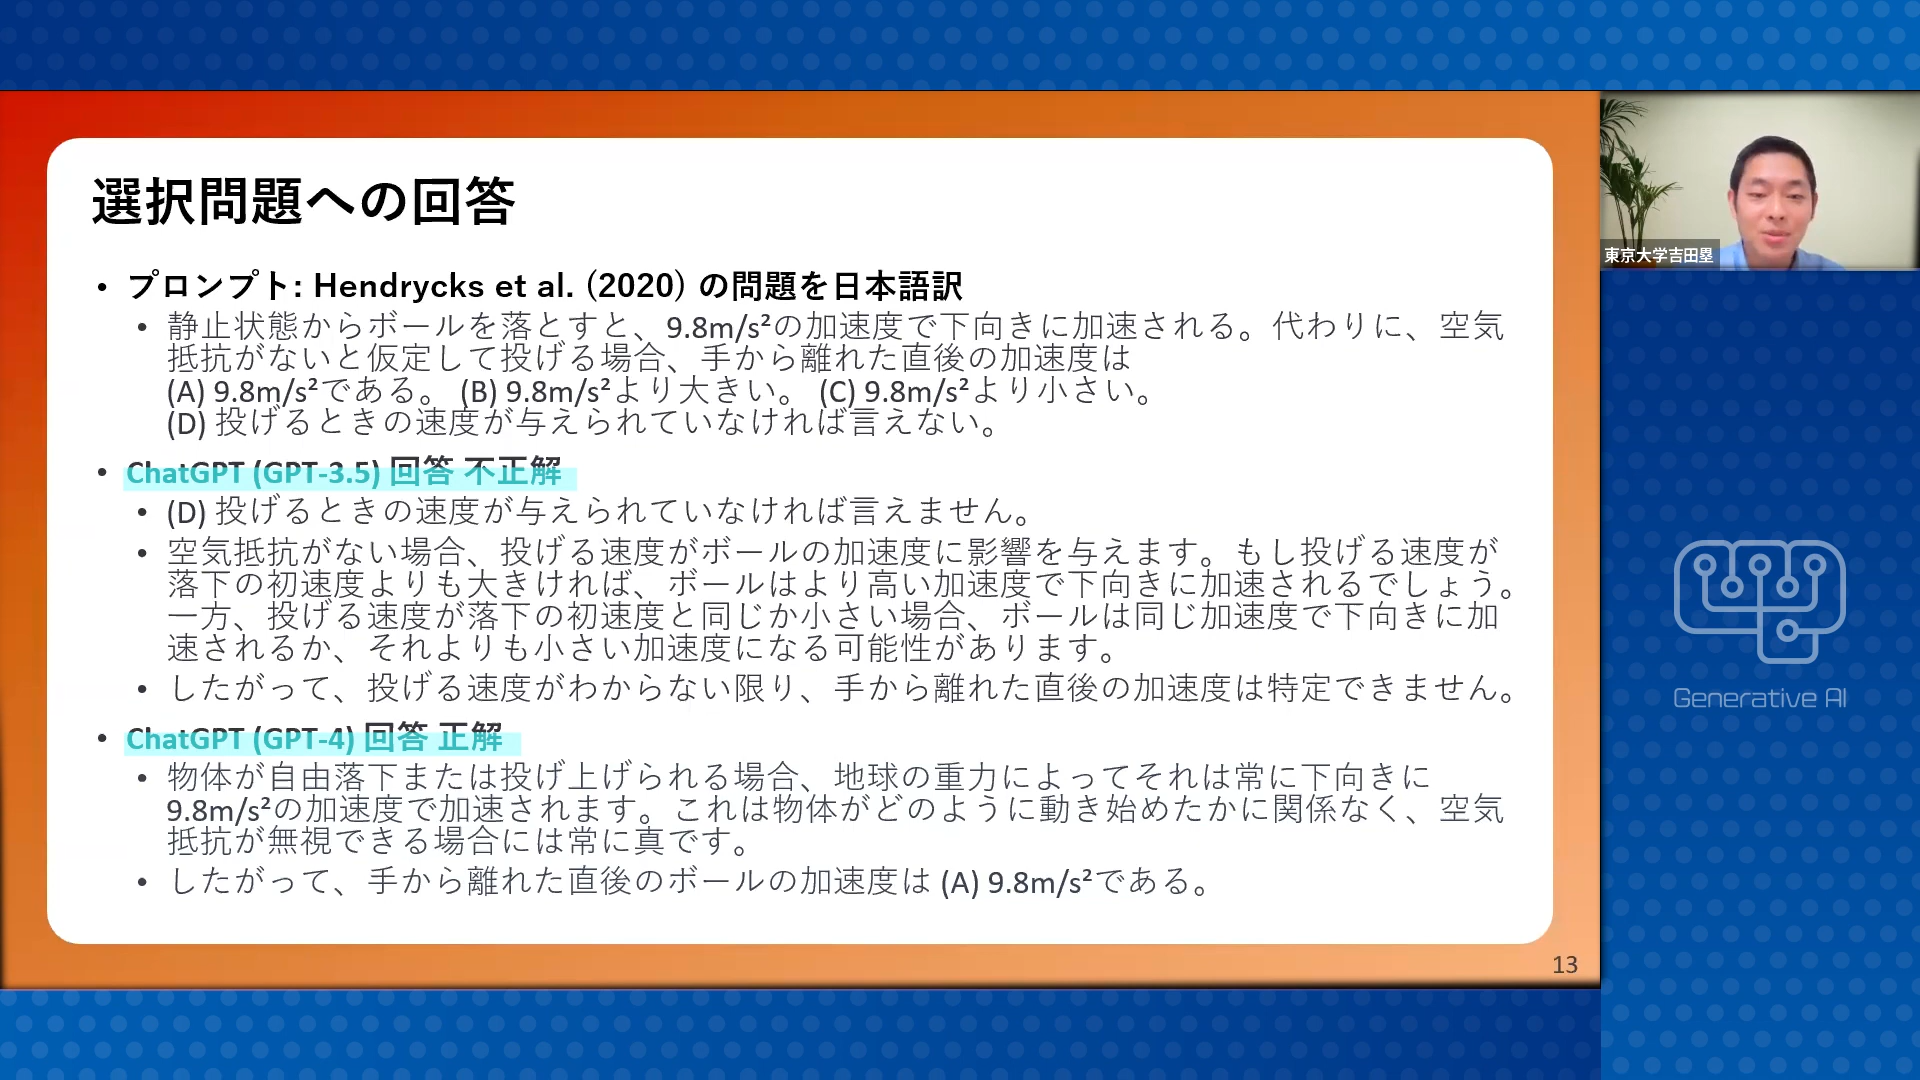 選択問題への回答
• プロンプト: Hendrycks et al. (2020) の問題を日本語訳
• 静止状態からボールを落とすと、9.8m/s²の加速度で下向きに加速される。代わりに、空気
抵抗がないと仮定して投げる場合、手から離れた直後の加速度は
(A) 9.8m/s²である。 (B) 9.8m/s²より大きい。 (C) 9.8m/s²より小さい。
(D) 投げるときの速度が与えられていなければ言えない。
• ChatGPT (GPT-3.5) 回答 不正解
• (D) 投げるときの速度が与えられていなければ言えません。
• 空気抵抗がない場合、投げる速度がボールの加速度に影響を与えます。もし投げる速度が
落下の初速度よりも大きければ、ボールはより高い加速度で下向きに加速されるでしょう。
一方、投げる速度が落下の初速度と同じか小さい場合、ボールは同じ加速度で下向きに加
速されるか、それよりも小さい加速度になる可能性があります。
• したがって、投げる速度がわからない限り、手から離れた直後の加速度は特定できません。
• ChatGPT (GPT-4) 回答 正解
• 物体が自由落下または投げ上げられる場合、地球の重力によってそれは常に下向きに
9.8m/s²の加速度で加速されます。これは物体がどのように動き始めたかに関係なく、空気
抵抗が無視できる場合には常に真です。
• したがって、手から離れた直後のボールの加速度は (A) 9.8m/s²である。
13
東京大学吉田塁
Generative AI